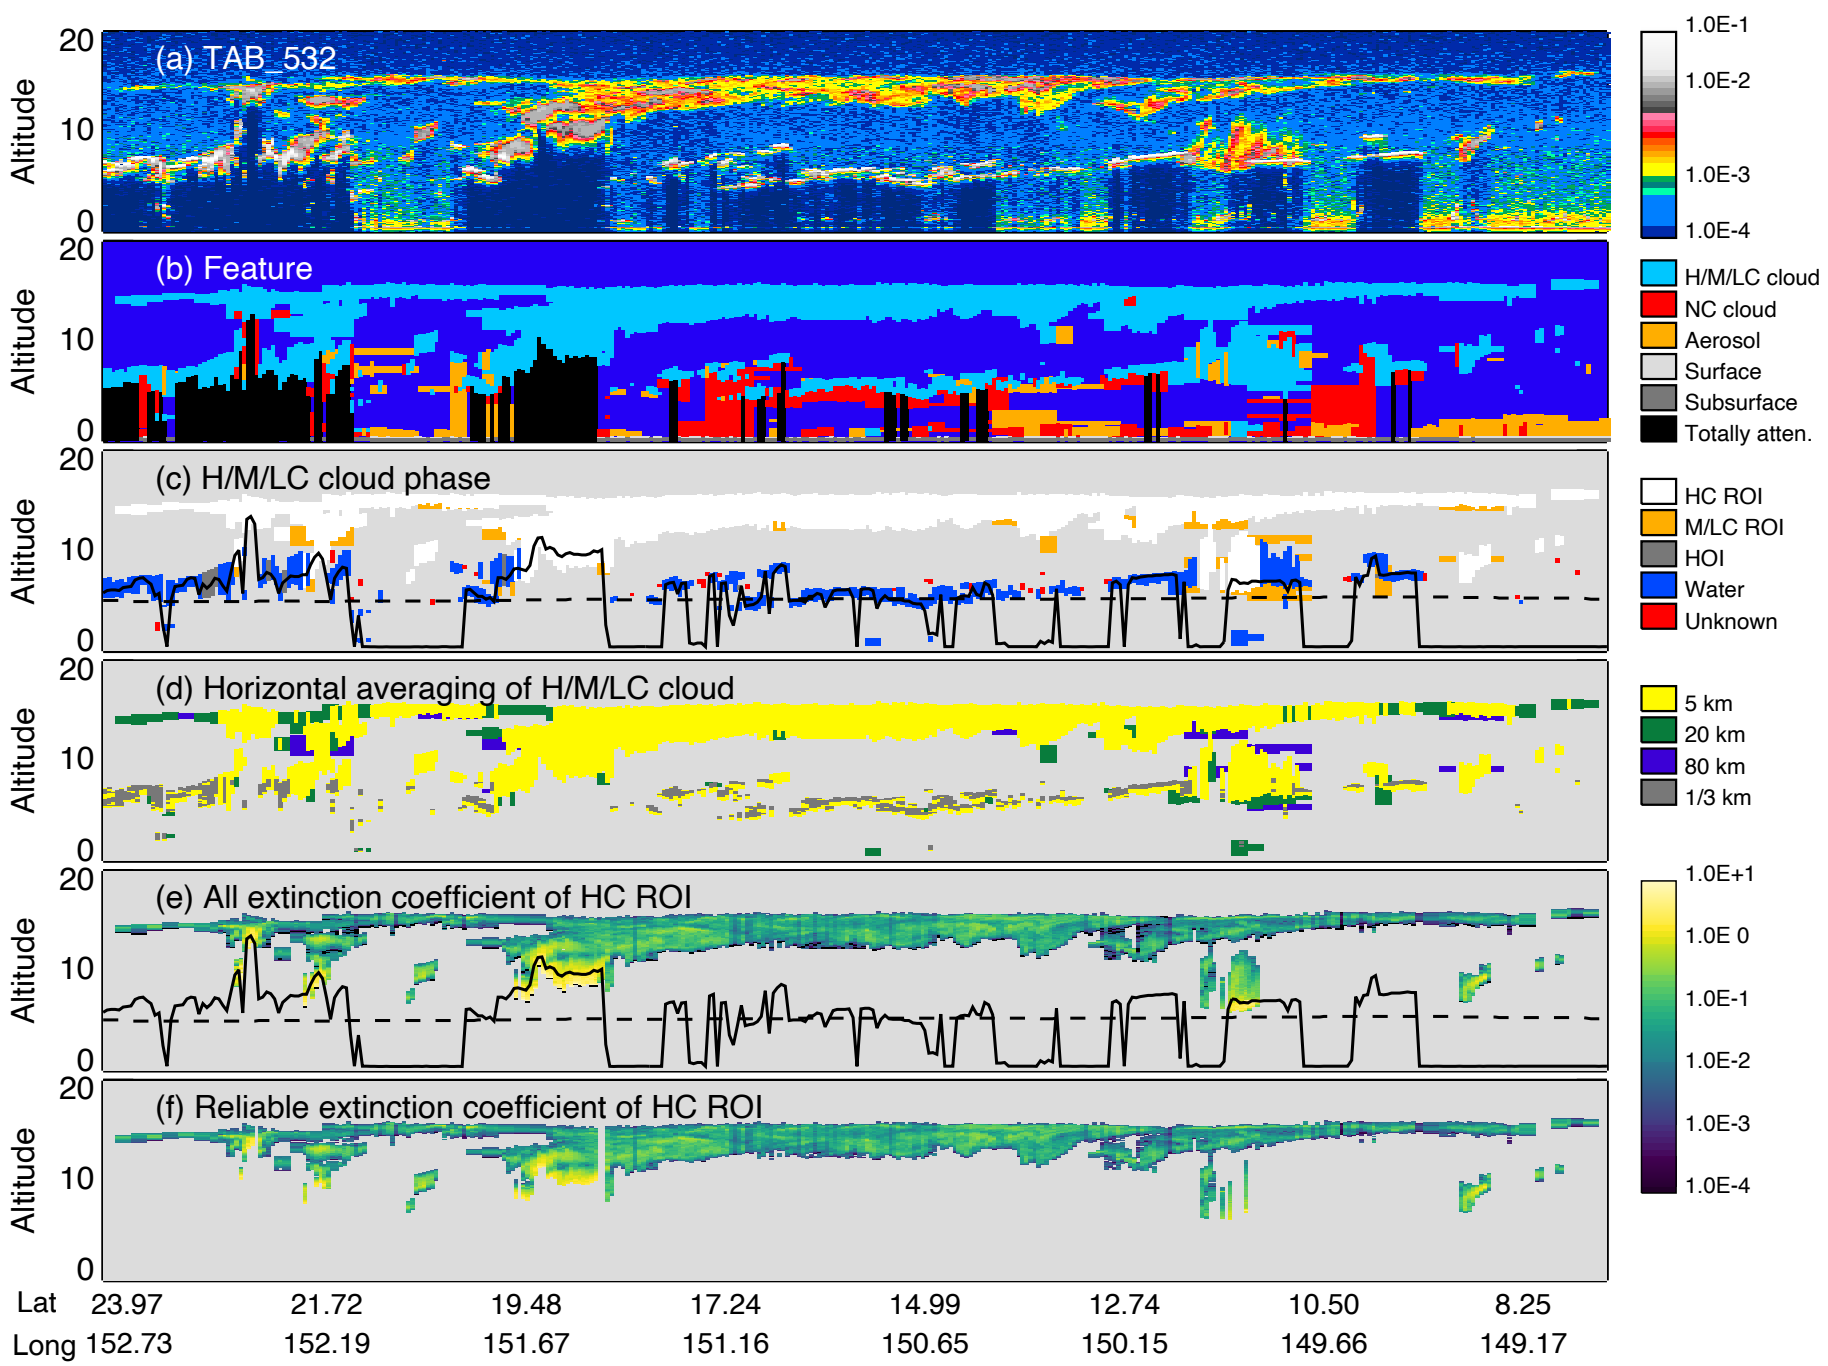 (a) TAB_532
Altitude
20
10
0
1.0E-1
1.0E-2
1.0E-3
1.0E-4
(b) Feature
Altitude
20
10
0
H/M/LC cloud
NC cloud
Aerosol
Surface
Subsurface
Totally atten.
(c) H/M/LC cloud phase
Altitude
20
10
0
HC ROI
M/LC ROI
HOI
Water
Unknown
(d) Horizontal averaging of H/M/LC cloud
Altitude
20
10
0
5 km
20 km
80 km
1/3 km
(e) All extinction coefficient of HC ROI
Altitude
20
10
0
1.0E+1
1.0E 0
1.0E-1
1.0E-2
1.0E-3
1.0E-4
(f) Reliable extinction coefficient of HC ROI
Altitude
20
10
0
Lat 23.97 21.72 19.48 17.24 14.99 12.74 10.50 8.25
Long 152.73 152.19 151.67 151.16 150.65 150.15 149.66 149.17